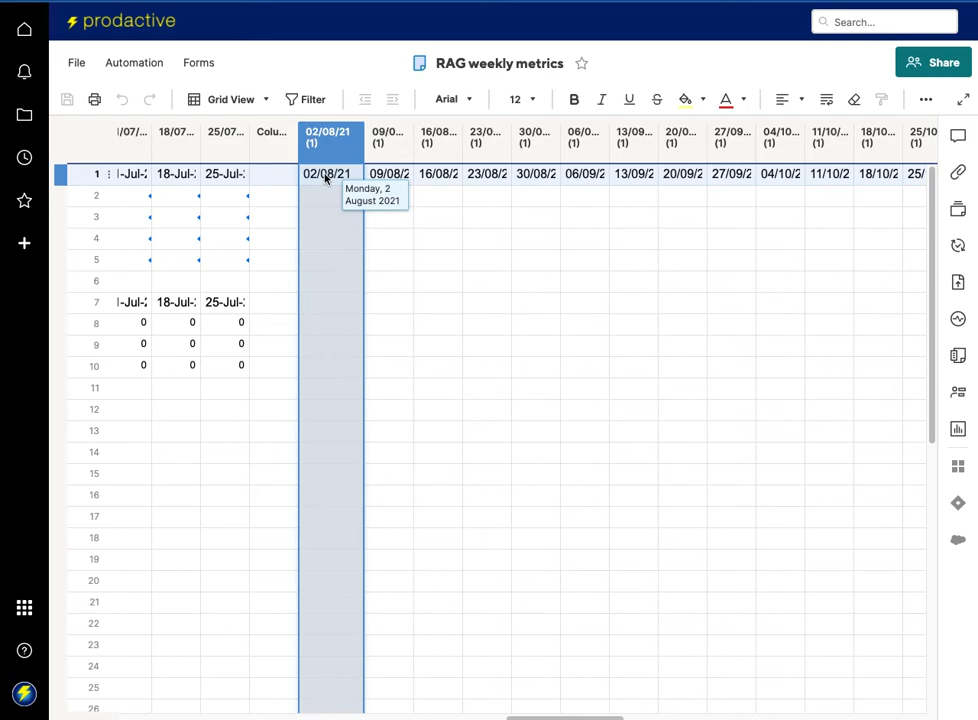 prodactive
Search...
File Automation Forms
RAG weekly metrics
Share
Grid View Filter Arial 12 B I U S A
/07/... 18/07... 25/07... Colu... 02/08/21 (1) 09/0... (1) 16/08... (1) 23/0... (1) 30/0... (1) 06/0... (1) 13/09... (1) 20/0... (1) 27/09... (1) 04/10... (1) 11/10... (1) 18/10... (1) 25/10 (1)
1 -Jul-2 18-Jul-2 25-Jul-2 02/08/21 09/08/2 16/08/2 23/08/2 30/08/2 06/09/2 13/09/2 20/09/2 27/09/2 04/10/2 11/10/2 18/10/2 25/
Monday, 2
August 2021
2
3
4
5
6
7 -Jul-2 18-Jul-2 25-Jul-2
8 0 0 0
9 0 0 0
10 0 0 0
11
12
13
14
15
16
17
18
19
20
21
22
23
24
25
26